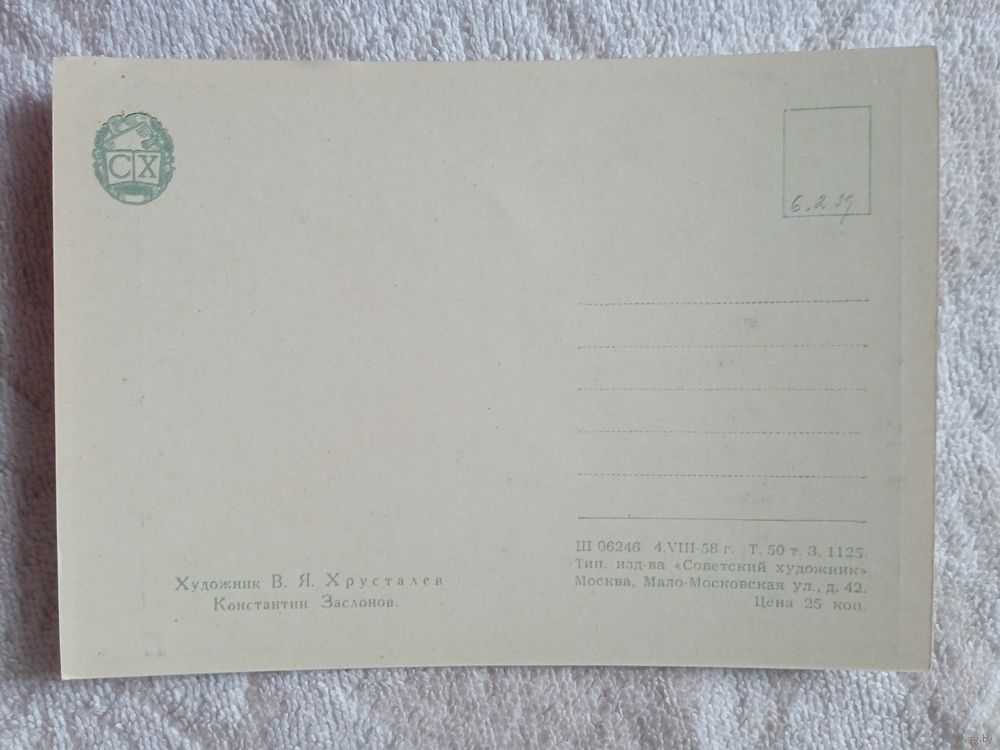 СХ
6.2.59
Художник В. Я. Хрусталев
Константин Заслонов.
Ш 06246 4.VIII-58 г. Т. 50 т. З. 1125.
Тип. изд-ва «Советский художник»
Москва, Мало-Московская ул., д. 42.
Цена 25 коп.